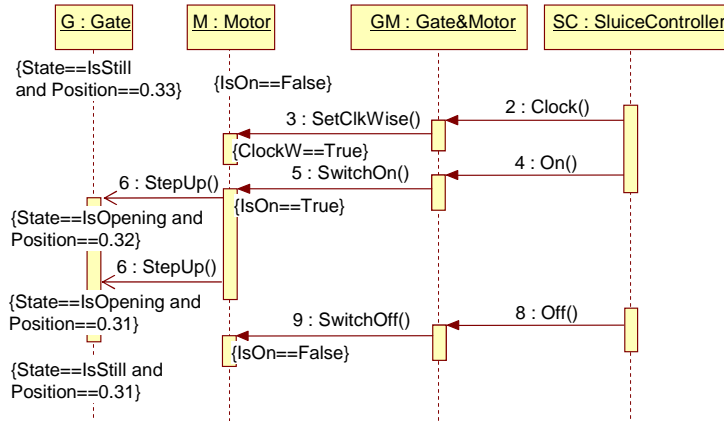 G : Gate
M : Motor
GM : Gate&Motor
SC : SluiceController
{State==IsStill
and Position==0.33}
{IsOn==False}
2 : Clock()
3 : SetClkWise()
{ClockW==True}
4 : On()
5 : SwitchOn()
6 : StepUp()
{IsOn==True}
{State==IsOpening and
Position==0.32}
6 : StepUp()
{State==IsOpening and
Position==0.31}
8 : Off()
9 : SwitchOff()
{IsOn==False}
{State==IsStill and
Position==0.31}